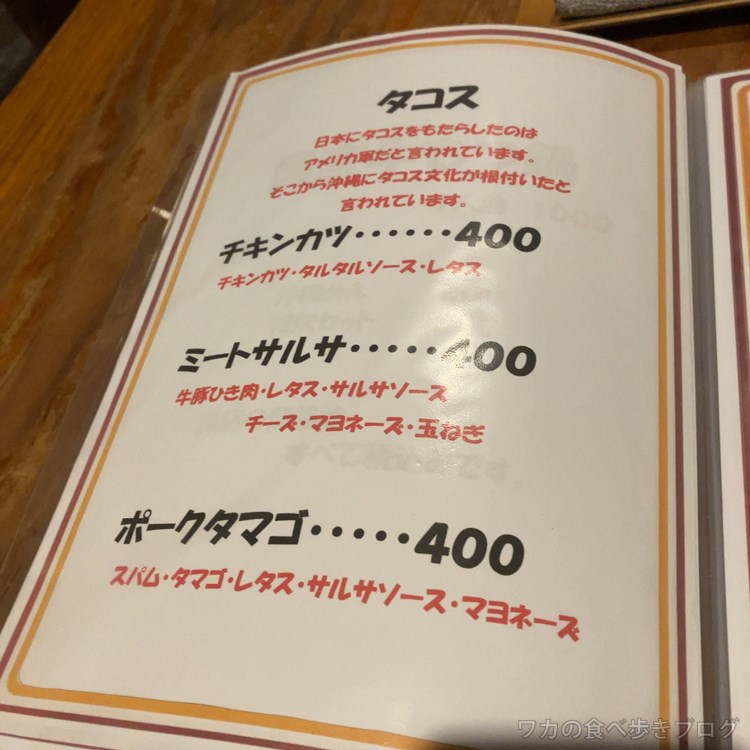 タコス
日本にタコスをもたらしたのは
アメリカ軍だと言われています。
そこから沖縄にタコス文化が根付いたと
言われています。
チキンカツ・・・・・・400
チキンカツ・タルタルソース・レタス
ミートサルサ・・・・・400
牛豚ひき肉・レタス・サルサソース
チーズ・マヨネーズ・玉ねぎ
ポークタマゴ・・・・・400
スパム・タマゴ・レタス・サルサソース・マヨネーズ
ワカの食べ歩きブログ